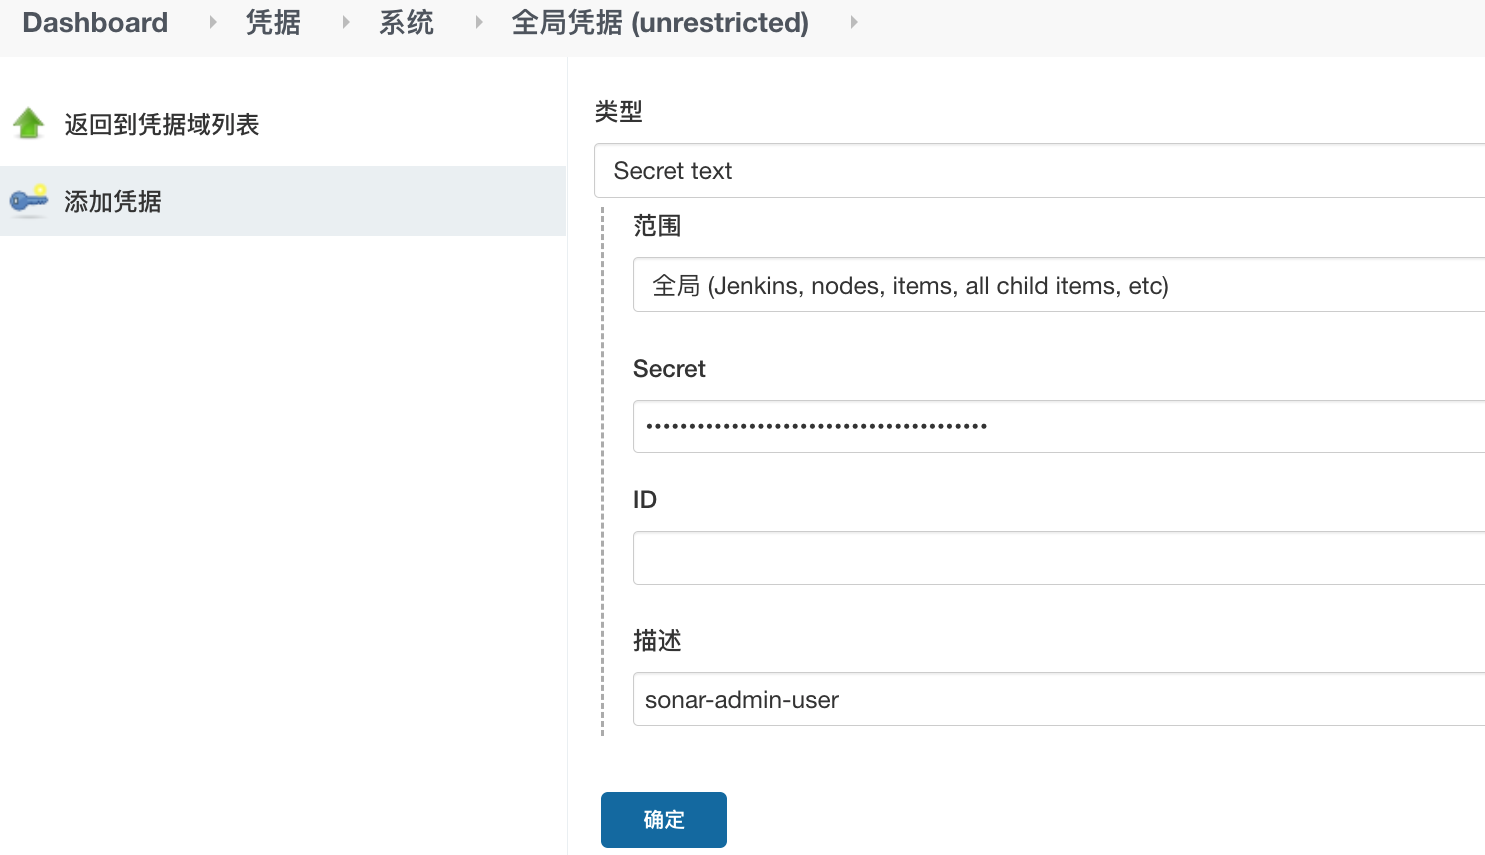 Dashboard 凭据 系统 全局凭据 (unrestricted)
返回到凭据域列表
添加凭据
类型
Secret text
范围
全局 (Jenkins, nodes, items, all child items, etc)
Secret
••••••••••••••••••••••••••••••••••••••••
ID
描述
sonar-admin-user
确定